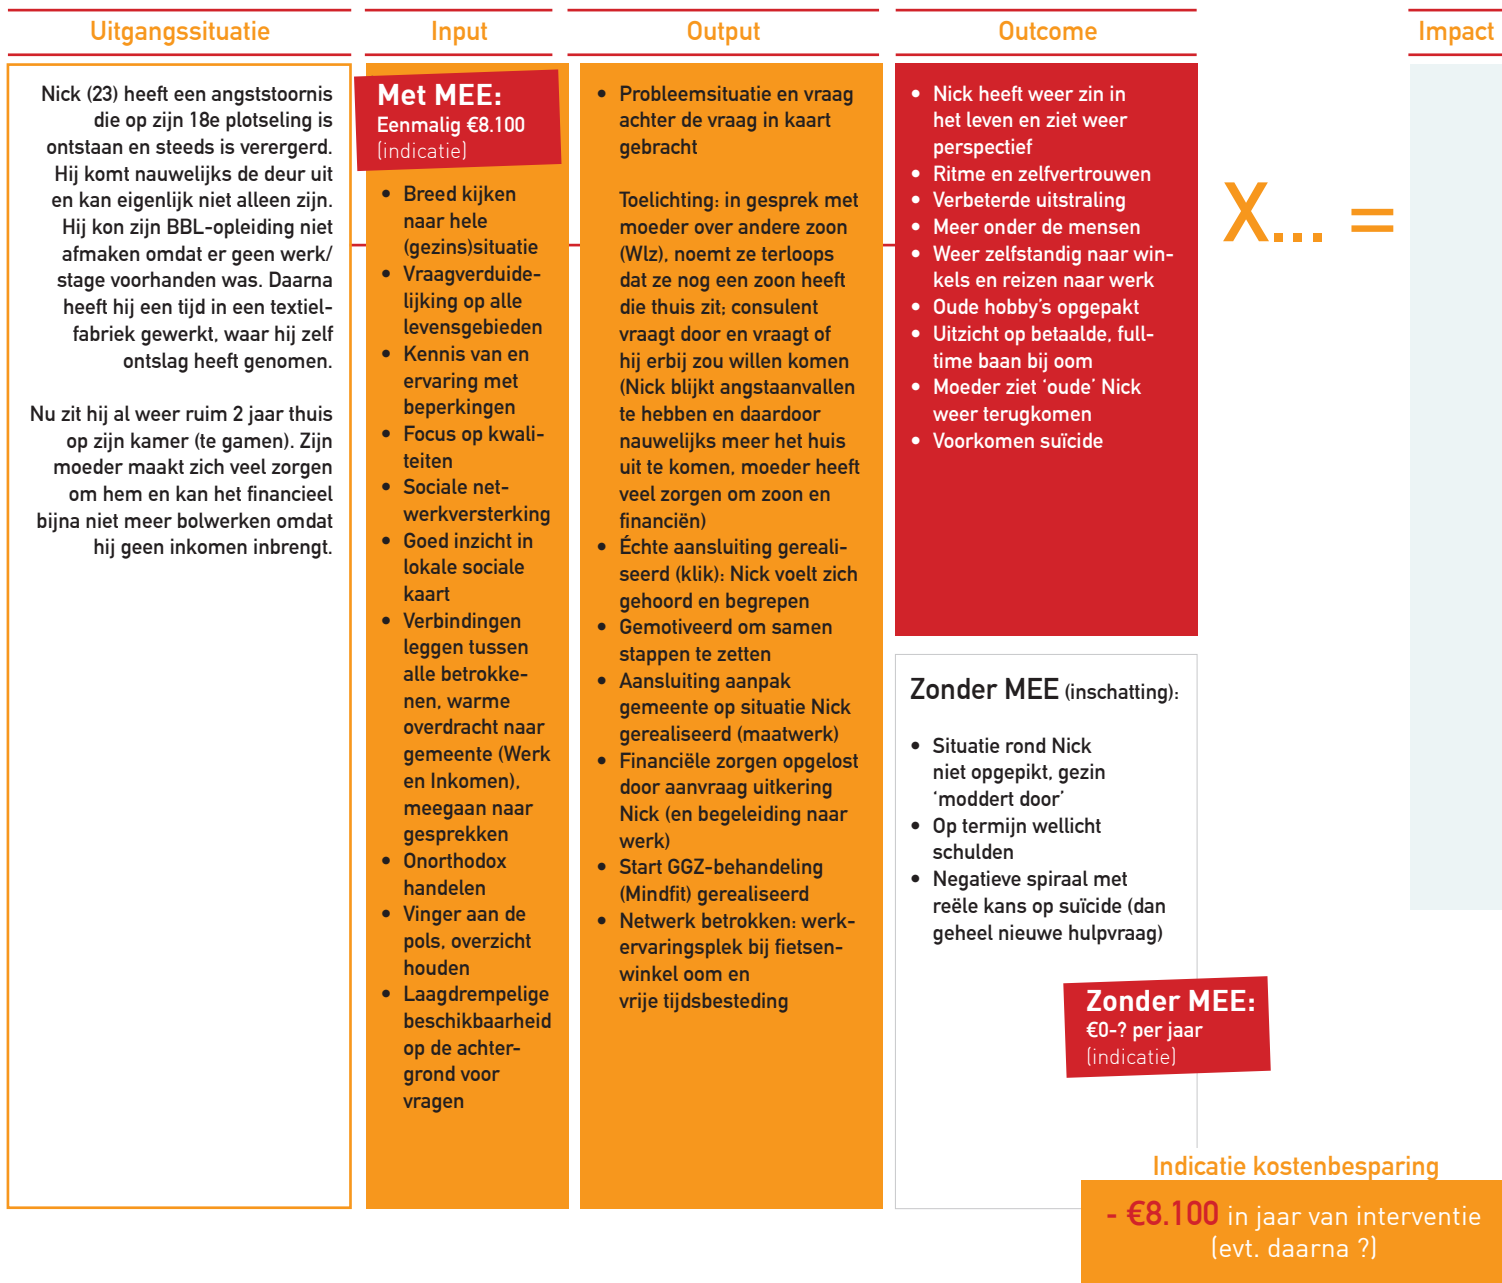 Uitgangssituatie
Input
Output
Outcome
Impact
Nick (23) heeft een angststoornis
die op zijn 18e plotseling is
ontstaan en steeds is verergerd.
Hij komt nauwelijks de deur uit
en kan eigenlijk niet alleen zijn.
Hij kon zijn BBL-opleiding niet
afmaken omdat er geen werk/
stage voorhanden was. Daarna
heeft hij een tijd in een textiel-
fabriek gewerkt, waar hij zelf
ontslag heeft genomen.
Nu zit hij al weer ruim 2 jaar thuis
op zijn kamer (te gamen). Zijn
moeder maakt zich veel zorgen
om hem en kan het financieel
bijna niet meer bolwerken omdat
hij geen inkomen inbrengt.
Met MEE:
Eenmalig €8.100
(indicatie)
• Breed kijken
naar hele
(gezins)situatie
• Vraagverduide-
lijking op alle
levensgebieden
• Kennis van en
ervaring met
beperkingen
• Focus op kwali-
teiten
• Sociale net-
werkversterking
• Goed inzicht in
lokale sociale
kaart
• Verbindingen
leggen tussen
alle betrokke-
nen, warme
overdracht naar
gemeente (Werk
en Inkomen),
meegaan naar
gesprekken
• Onorthodox
handelen
• Vinger aan de
pols, overzicht
houden
• Laagdrempelige
beschikbaarheid
op de achter-
grond voor
vragen
• Probleemsituatie en vraag
achter de vraag in kaart
gebracht
Toelichting: in gesprek met
moeder over andere zoon
(Wlz), noemt ze terloops
dat ze nog een zoon heeft
die thuis zit; consulent
vraagt door en vraagt of
hij erbij zou willen komen
(Nick blijkt angstaanvallen
te hebben en daardoor
nauwelijks meer het huis
uit te komen, moeder heeft
veel zorgen om zoon en
financiën)
• Échte aansluiting gereali-
seerd (klik): Nick voelt zich
gehoord en begrepen
• Gemotiveerd om samen
stappen te zetten
• Aansluiting aanpak
gemeente op situatie Nick
gerealiseerd (maatwerk)
• Financiële zorgen opgelost
door aanvraag uitkering
Nick (en begeleiding naar
werk)
• Start GGZ-behandeling
(Mindfit) gerealiseerd
• Netwerk betrokken: werk-
ervaringsplek bij fietsen-
winkel oom en
vrije tijdsbesteding
• Nick heeft weer zin in
het leven en ziet weer
perspectief
• Ritme en zelfvertrouwen
• Verbeterde uitstraling
• Meer onder de mensen
• Weer zelfstandig naar win-
kels en reizen naar werk
• Oude hobby's opgepakt
• Uitzicht op betaalde, full-
time baan bij oom
• Moeder ziet 'oude' Nick
weer terugkomen
• Voorkomen suïcide
X... =
Zonder MEE (inschatting):
• Situatie rond Nick
niet opgepikt, gezin
'moddert door'
• Op termijn wellicht
schulden
• Negatieve spiraal met
reële kans op suïcide (dan
geheel nieuwe hulpvraag)
Zonder MEE:
€0-? per jaar
(indicatie)
Indicatie kostenbesparing
- €8.100 in jaar van interventie
(evt. daarna ?)